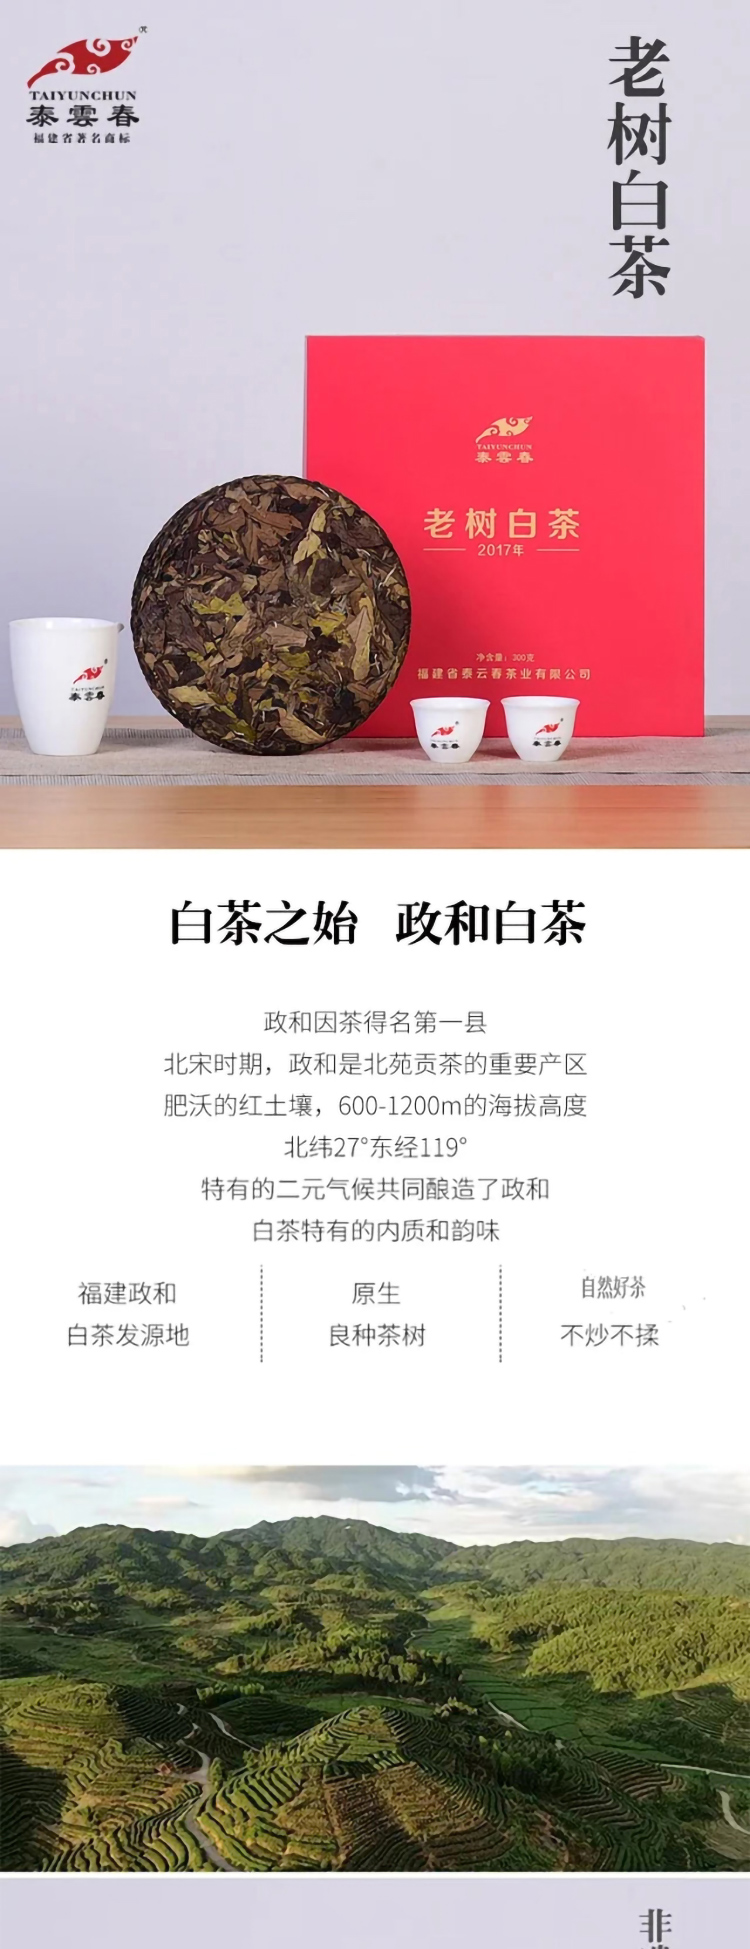 TAIYUNCHUN
泰雲春
福建省著名商标
老树白茶
TAIYUNCHUN
泰雲春
老树白茶
2017年
净含量：300克
福建省泰云春茶业有限公司
TAIYUNCHUN
泰雲春
泰雲春
泰雲春
白茶之始 政和白茶
政和因茶得名第一县
北宋时期，政和是北苑贡茶的重要产区
肥沃的红土壤，600-1200m的海拔高度
北纬27°东经119°
特有的二元气候共同酿造了政和
白茶特有的内质和韵味
福建政和
白茶发源地
原生
良种茶树
自然好茶
不炒不揉
非